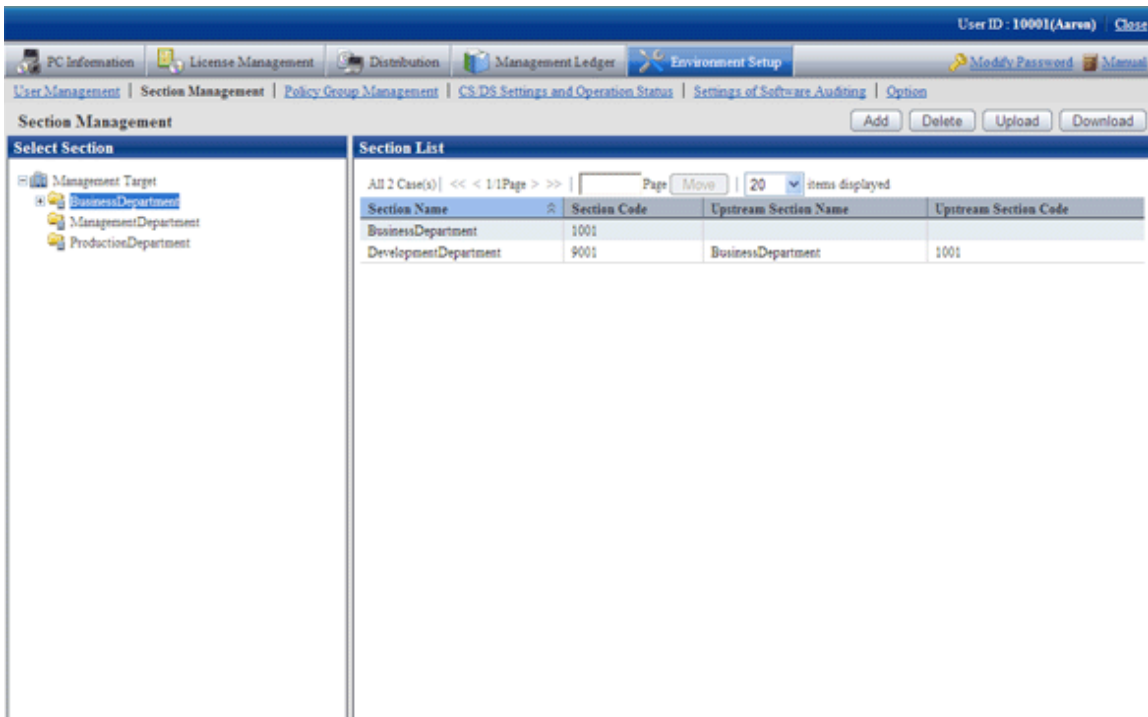 User ID : 10001(Aaron) Close
PC Information License Management Distribution Management Ledger Environment Setup Modify Password Manual
User Management | Section Management | Policy Group Management | CS/DS Settings and Operation Status | Settings of Software Auditing | Option
Section Management Add Delete Upload Download
Select Section
Management Target
BusinessDepartment
ManagementDepartment
ProductionDepartment
Section List
All 2 Case(s)| << < 1/1Page > >> | Page Move | 20 items displayed
Section Name Section Code Upstream Section Name Upstream Section Code
BusinessDepartment 1001
DevelopmentDepartment 9001 BusinessDepartment 1001